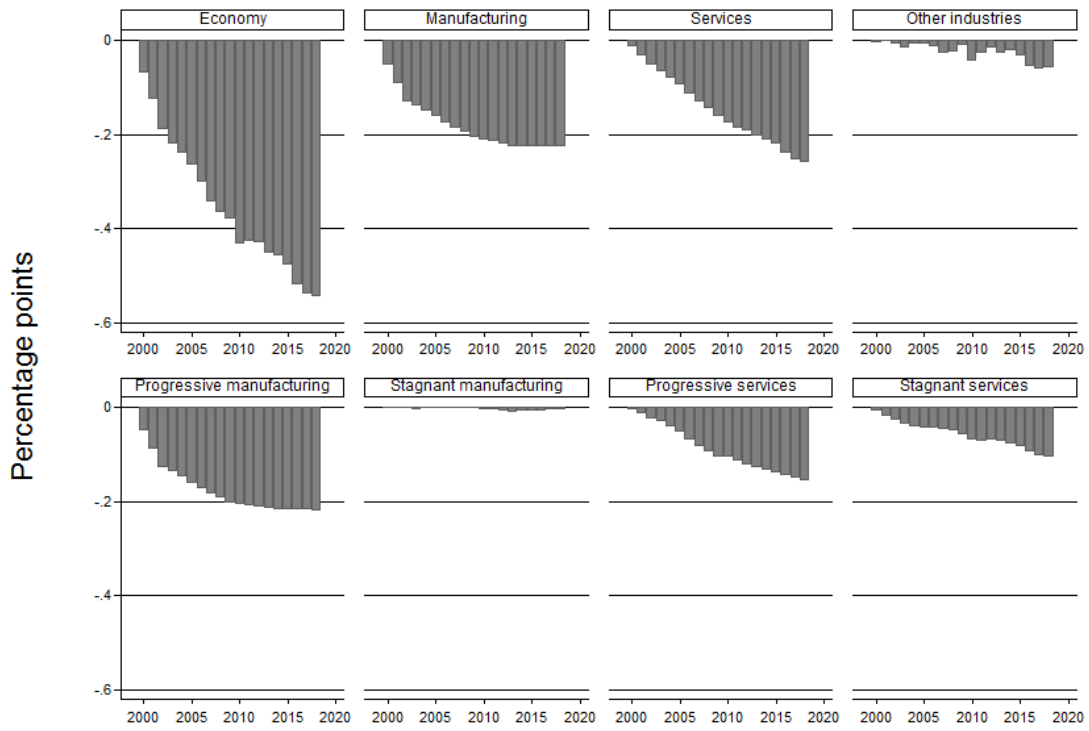 Economy
Manufacturing
Services
Other industries
0
-.2
-.4
-.6
2000 2005 2010 2015 2020
2000 2005 2010 2015 2020
2000 2005 2010 2015 2020
2000 2005 2010 2015 2020
Percentage points
Progressive manufacturing
Stagnant manufacturing
Progressive services
Stagnant services
0
-.2
-.4
-.6
2000 2005 2010 2015 2020
2000 2005 2010 2015 2020
2000 2005 2010 2015 2020
2000 2005 2010 2015 2020